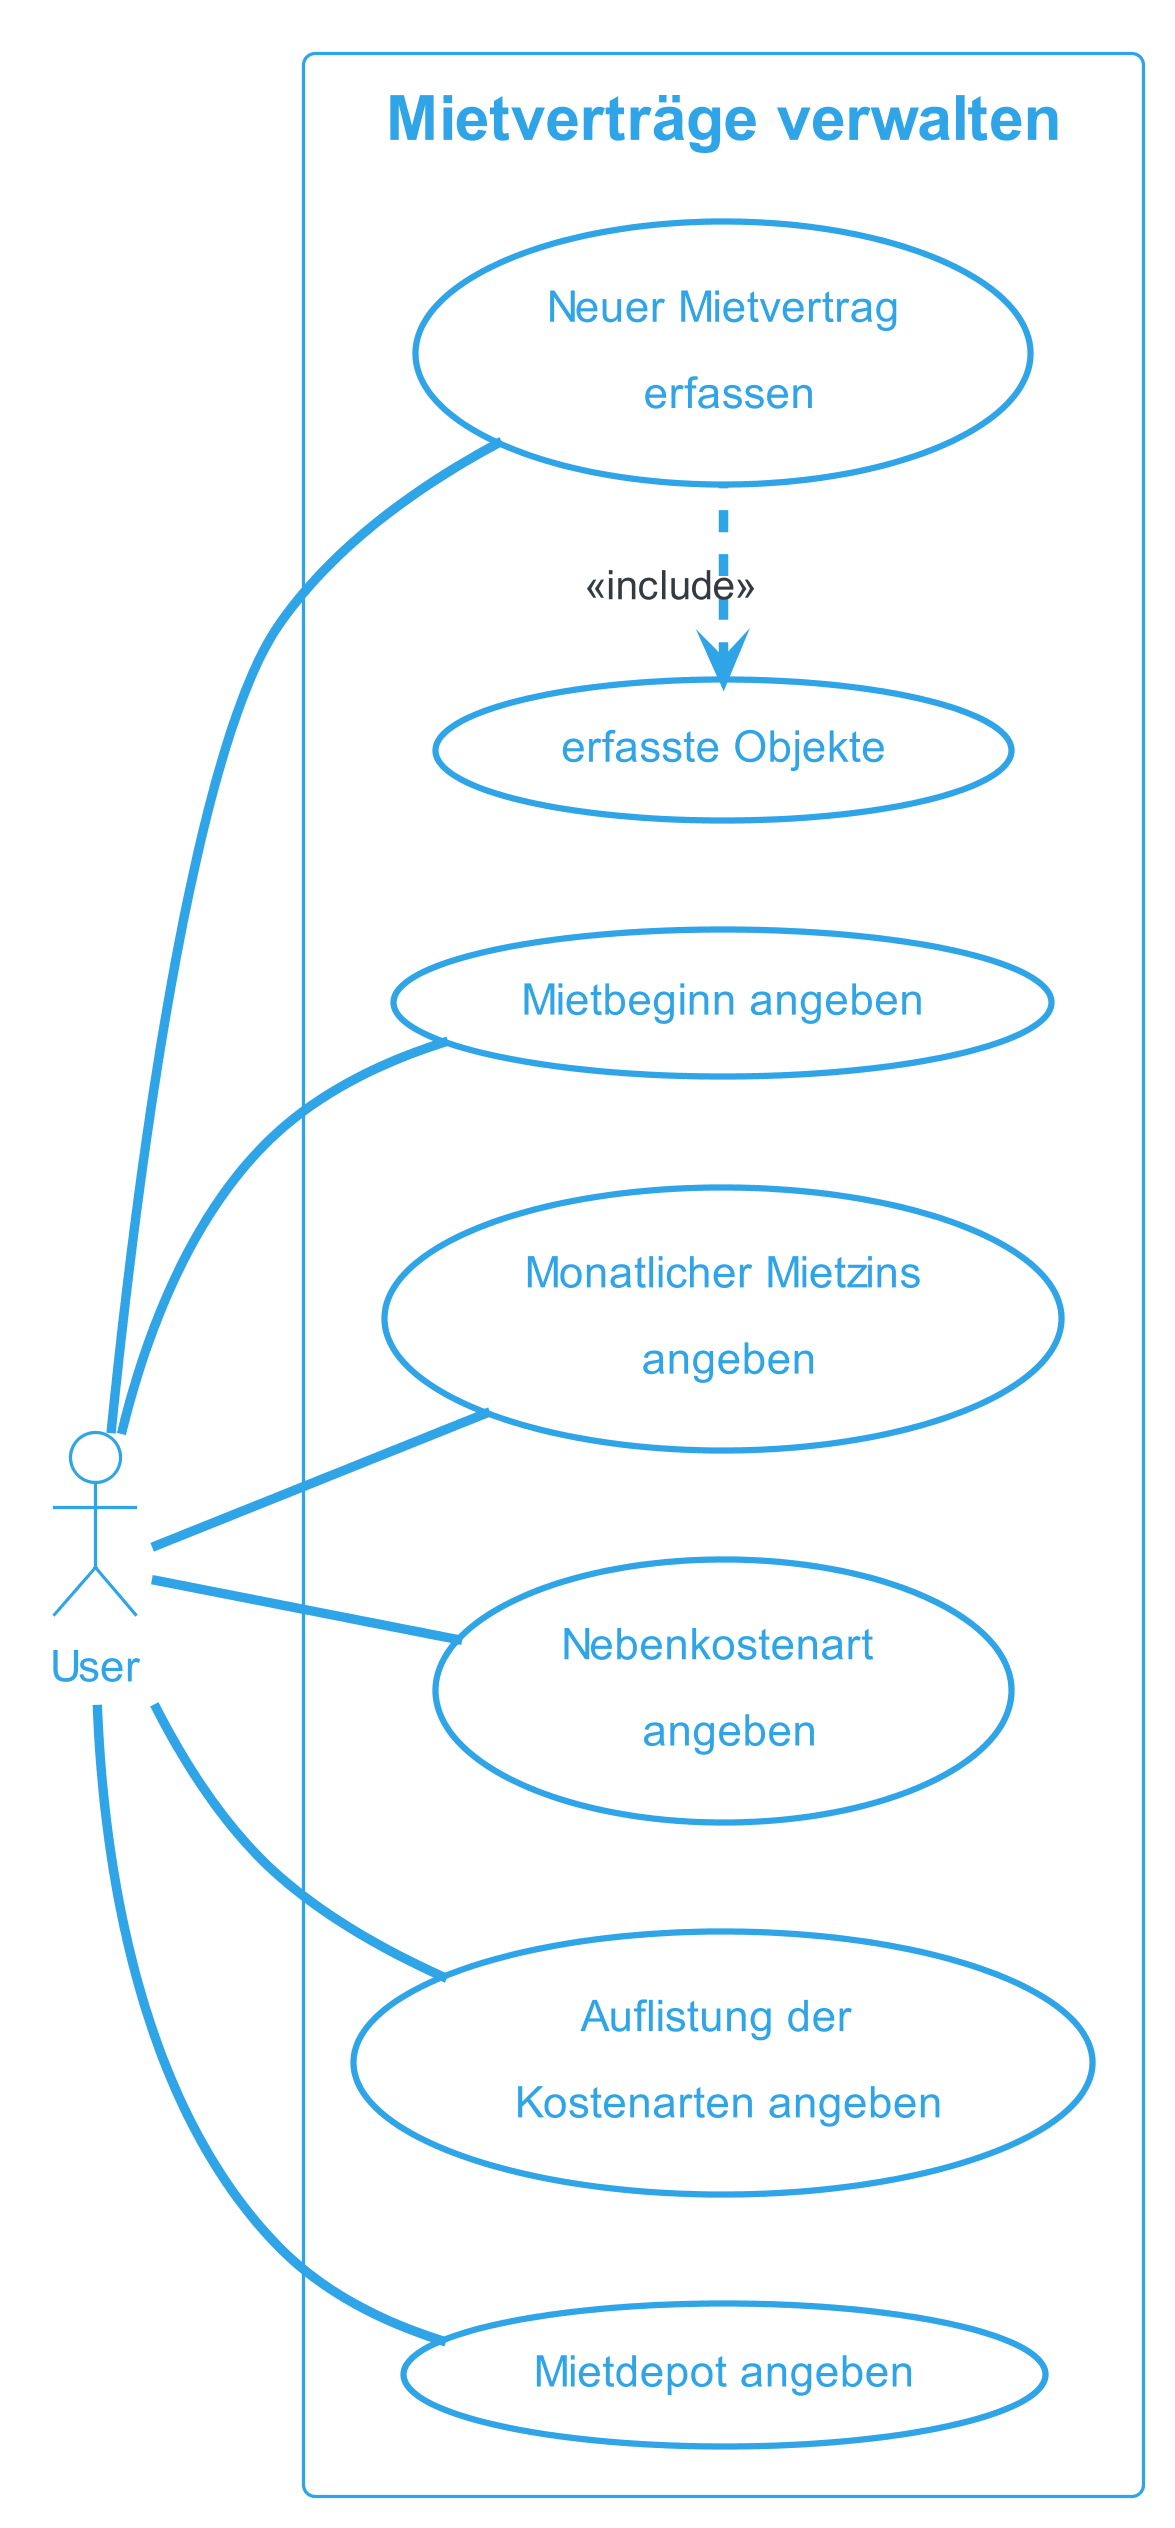 Mietverträge verwalten
Neuer Mietvertrag
erfassen
«include»
erfasste Objekte
Mietbeginn angeben
Monatlicher Mietzins
angeben
User
Nebenkostenart
angeben
Auflistung der
Kostenarten angeben
Mietdepot angeben